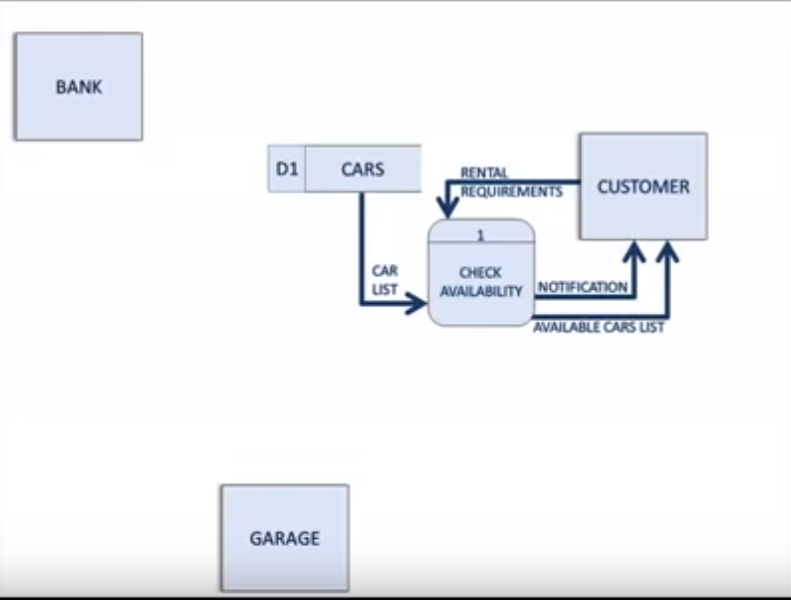 BANK
D1
CARS
RENTAL
REQUIREMENTS
CUSTOMER
1
CHECK
AVAILABILITY
CAR
LIST
NOTIFICATION
AVAILABLE CARS LIST
GARAGE